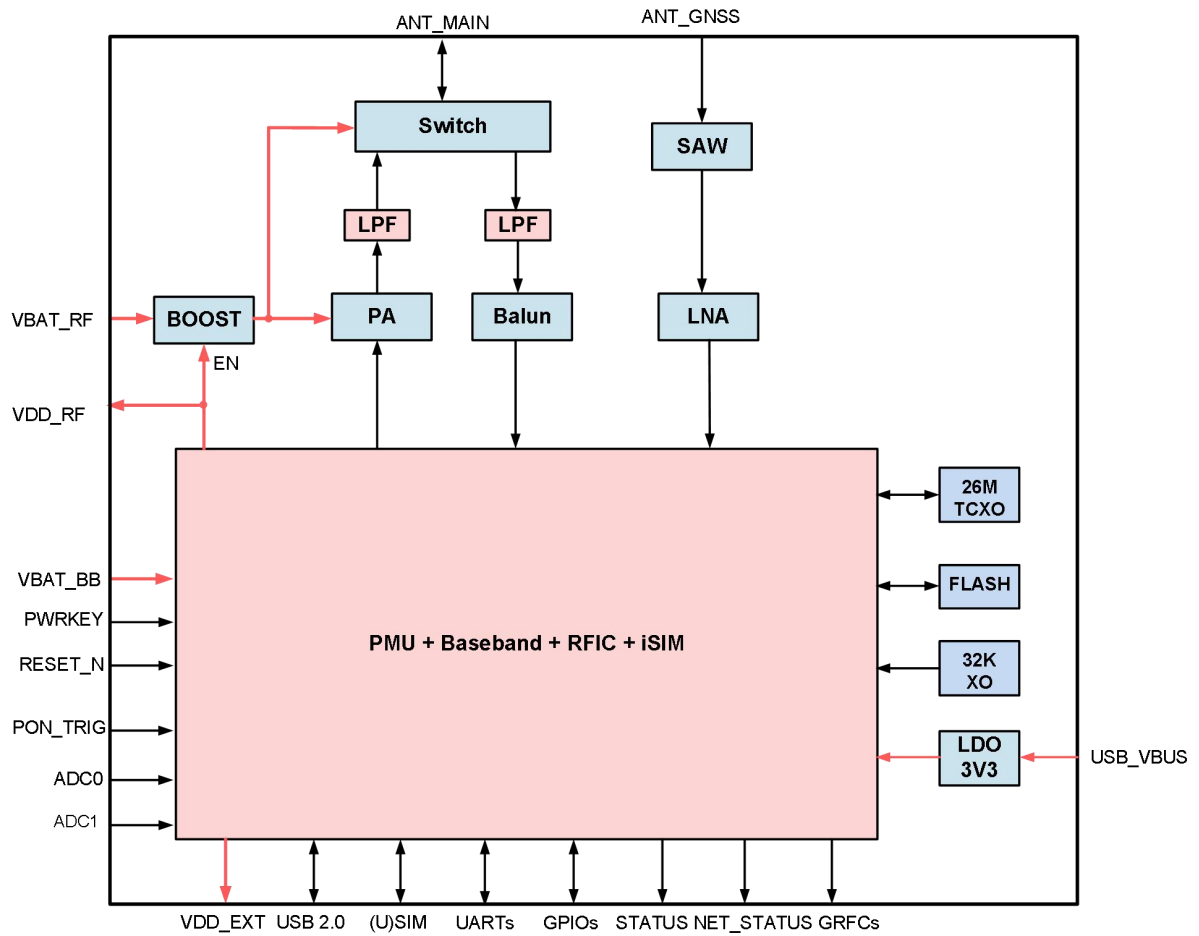 ANT_MAIN
ANT_GNSS
Switch
SAW
LPF
LPF
VBAT_RF
BOOST
PA
Balun
LNA
EN
VDD_RF
26M
TCXO
VBAT_BB
FLASH
PWRKEY
PMU + Baseband + RFIC + iSIM
RESET_N
32K
XO
PON_TRIG
LDO
3V3
USB_VBUS
ADC0
ADC1
VDD_EXT
USB 2.0
(U)SIM
UARTs
GPIOs
STATUS
NET_STATUS
GRFCs